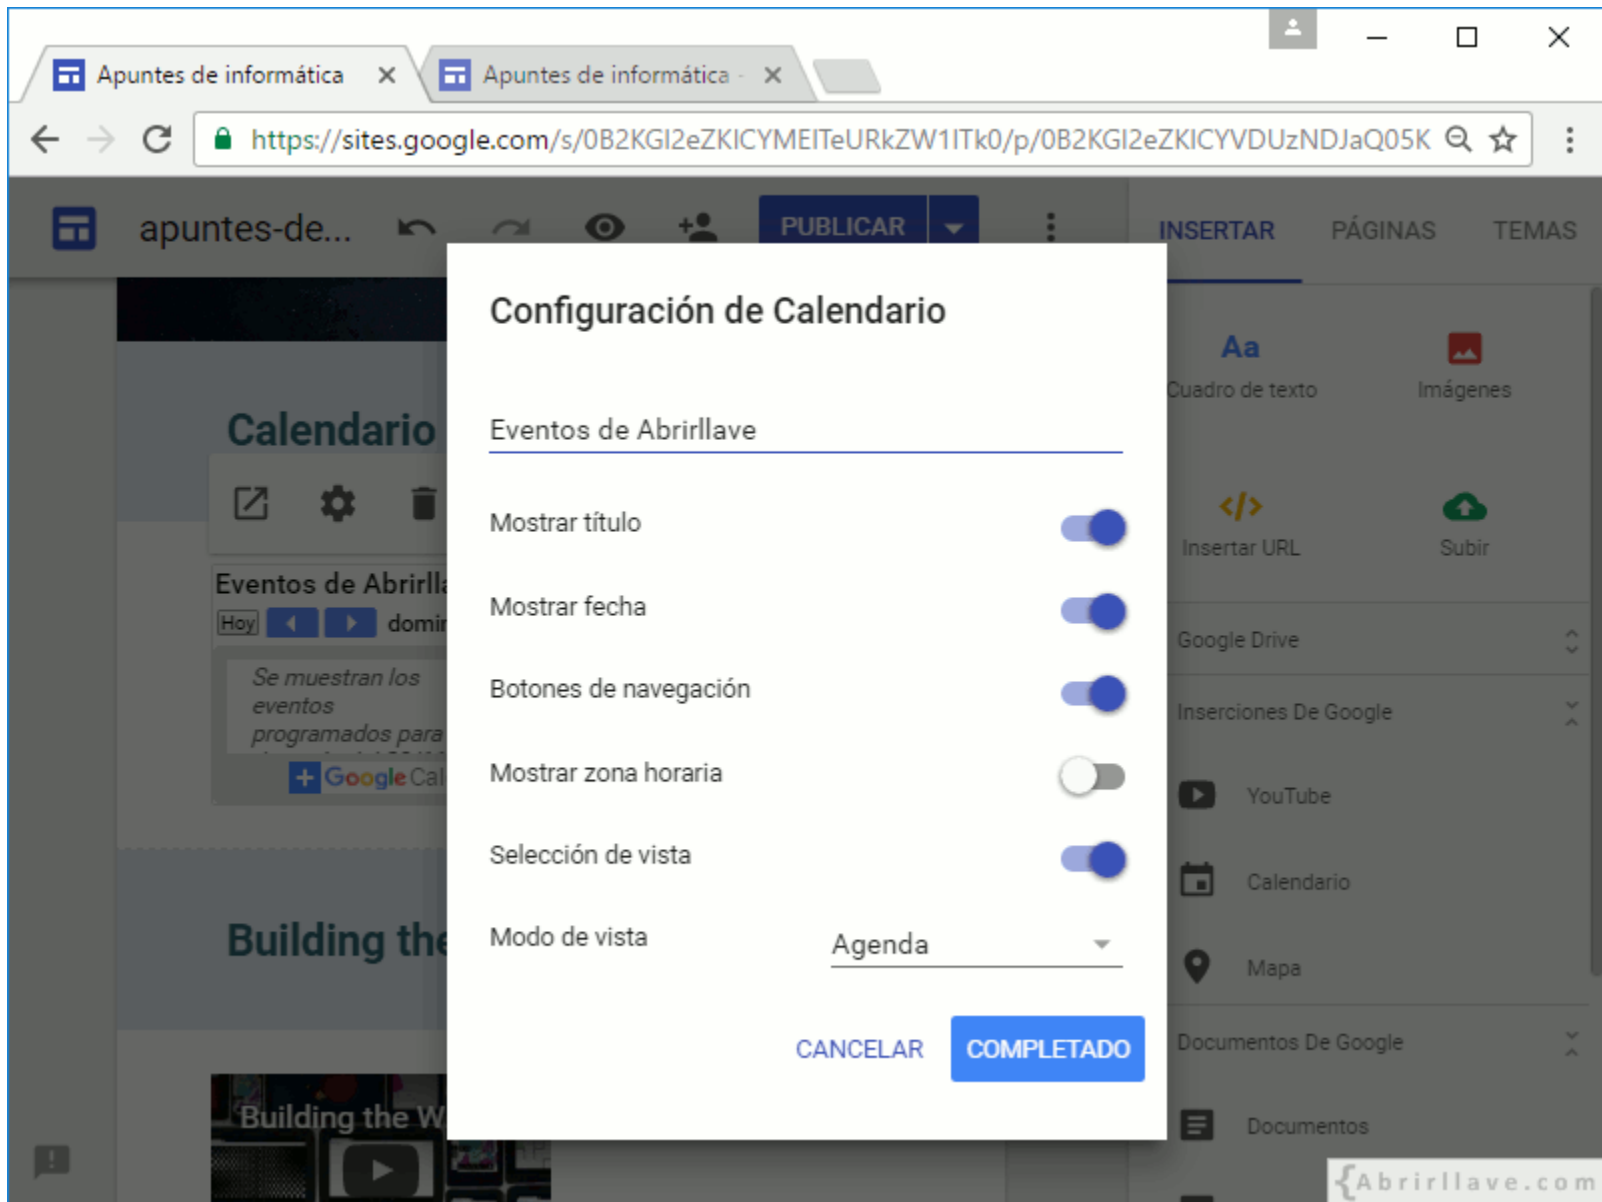 Apuntes de informática
Apuntes de informática -
https://sites.google.com/s/0B2KGI2eZKICYMEITeURkZW1ITk0/p/0B2KGI2eZKICYVDUzNDJaQ05K
apuntes-de...
PUBLICAR
INSERTAR
PÁGINAS
TEMAS
Configuración de Calendario
Eventos de Abrirllave
Mostrar título
Mostrar fecha
Botones de navegación
Mostrar zona horaria
Selección de vista
Modo de vista
Agenda
CANCELAR
COMPLETADO
Calendario
Eventos de Abrirlla
Hoy
domin
Se muestran los
eventos
programados para
Google Cal
Building the
Building the W
Aa
Cuadro de texto
Imágenes
Insertar URL
Subir
Google Drive
Inserciones De Google
YouTube
Calendario
Mapa
Documentos De Google
Documentos
{Abrirllave.com